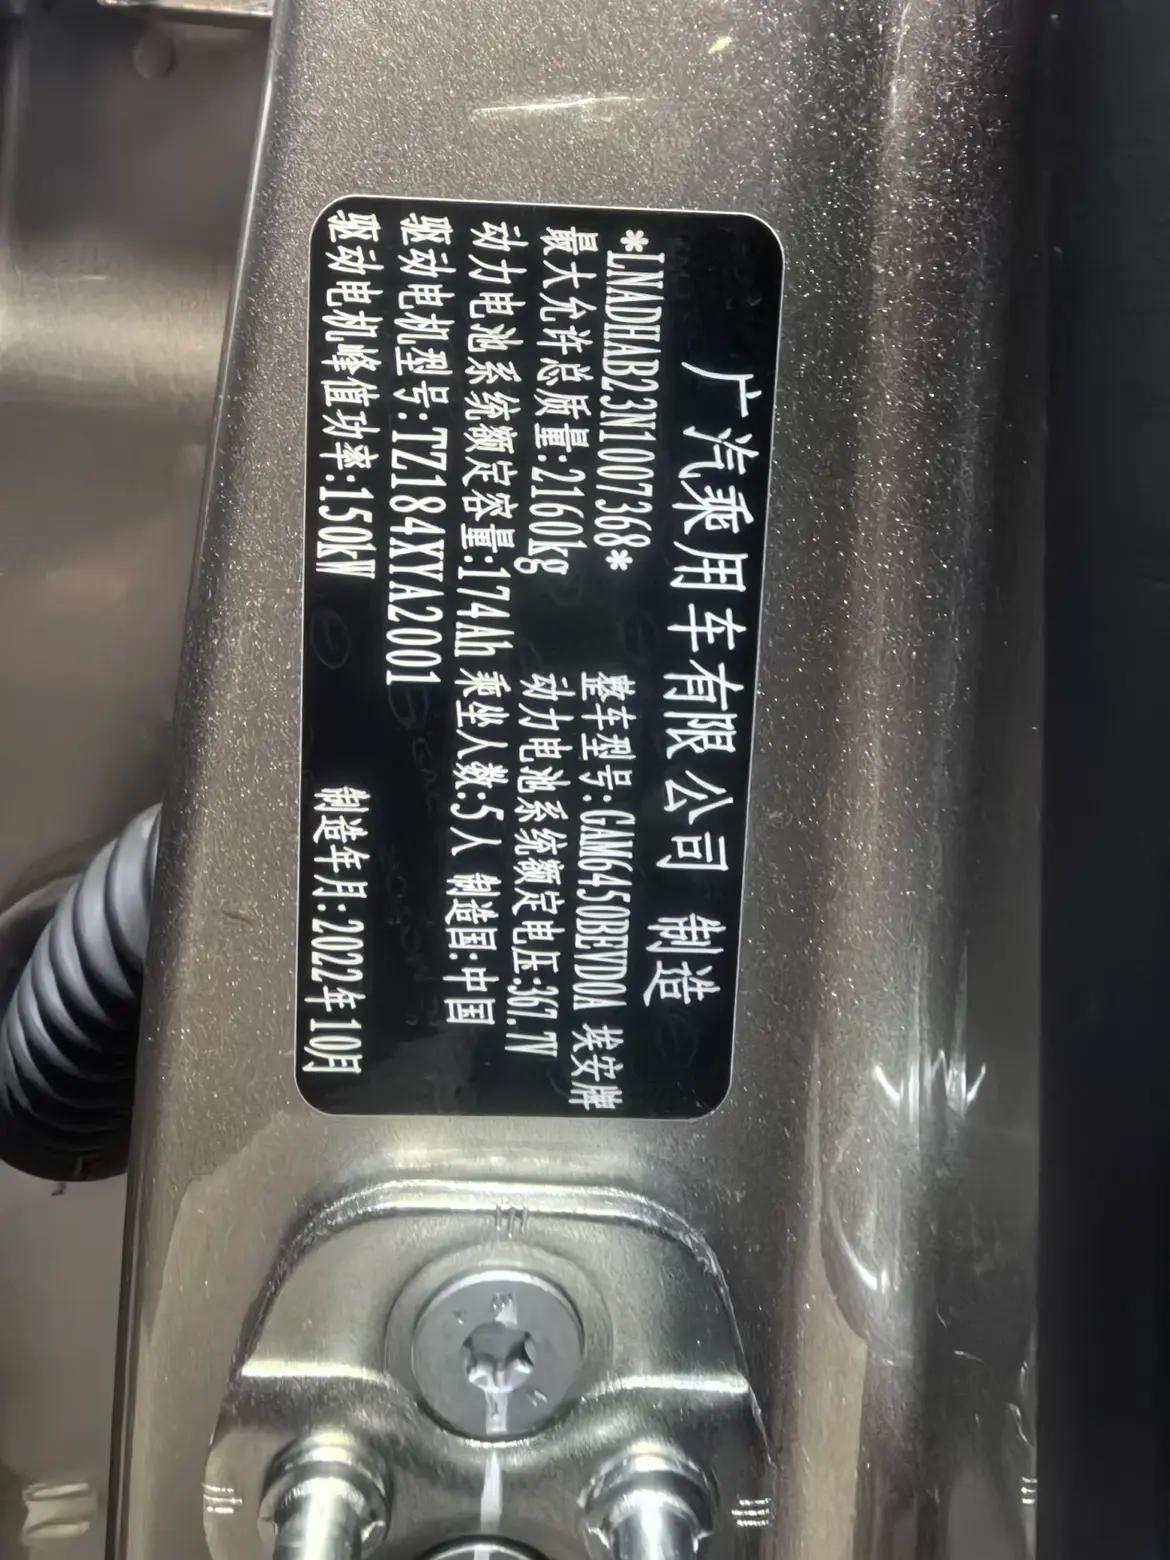 广汽乘用车有限公司 制造
*LNADHAB23N1007368* 整车型号:GAM6450BEVD0A 埃安牌
最大允许总质量:2160kg 动力电池系统额定电压:367.7V
动力电池系统额定容量:174Ah 乘坐人数:5人 制造国:中国
驱动电机型号:TZ184XYA2001
驱动电机峰值功率:150kW 制造年月:2022年10月